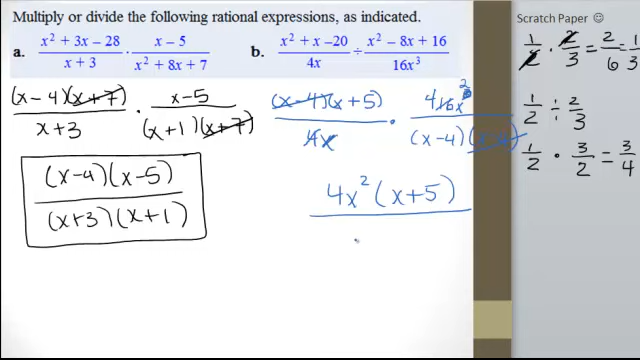 Multiply or divide the following rational expressions, as indicated.
a. (x² + 3x – 28)/(x + 3) · (x – 5)/(x² + 8x + 7)
b. (x² + x –20)/(4x) ÷ (x² – 8x + 16)/(16x³)
(x – 4)(x + 7)/(x + 3) · (x – 5)/((x + 1)(x + 7))
(x – 4)(x + 5)/(4x) · 4 16x³ 2/((x – 4)(x – 4))
(x – 4)(x – 5)/((x + 3)(x + 1))
4x²(x + 5)
Scratch Paper ☺
1/2 · 2/3 = 2/6 = 1/3
1/2 ÷ 2/3
1/2 · 3/2 = 3/4